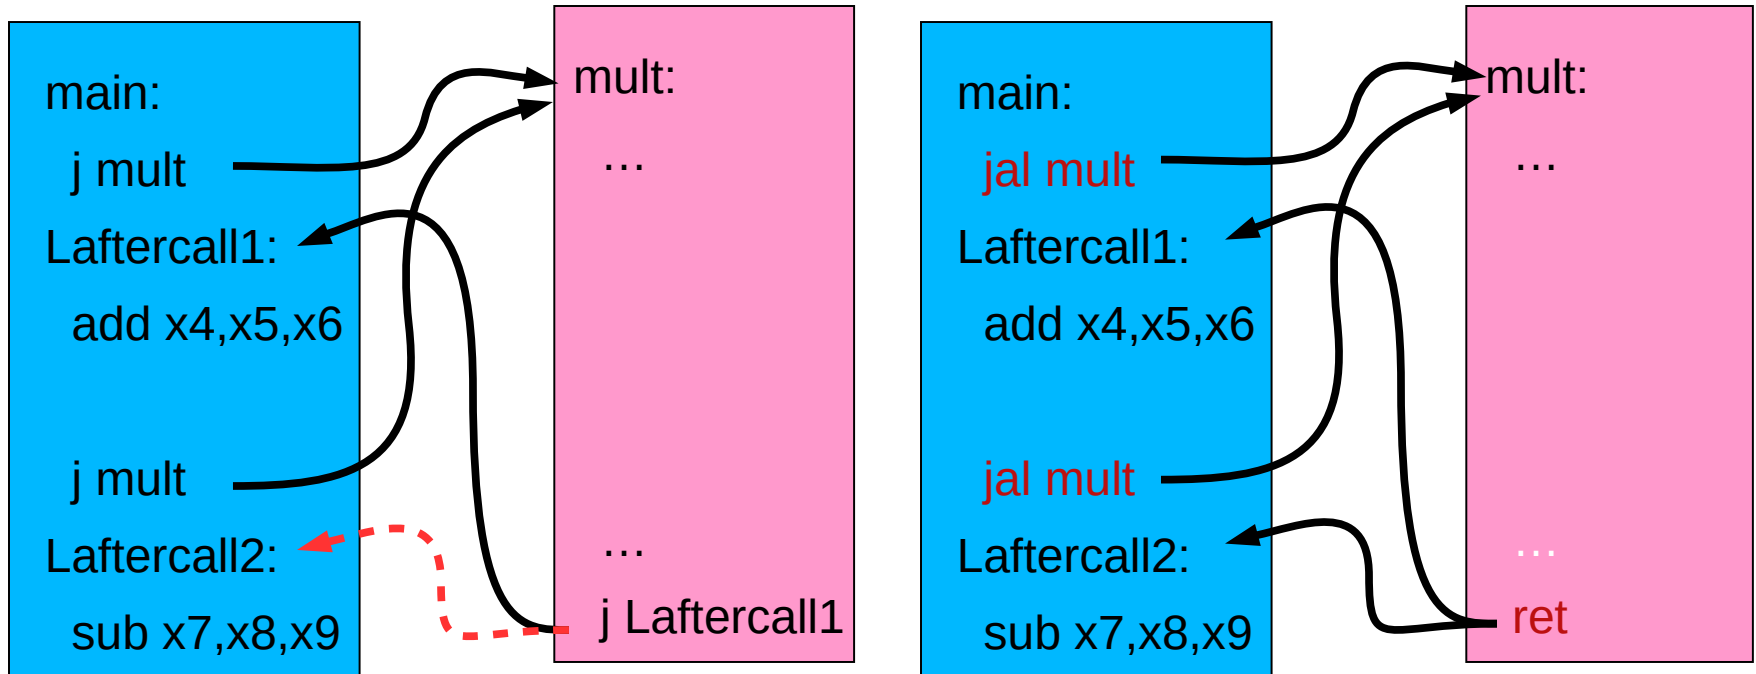 main:
j mult
Laftercall1:
add x4,x5,x6
j mult
Laftercall2:
sub x7,x8,x9
mult:
...
...
j Laftercall1
main:
jal mult
Laftercall1:
add x4,x5,x6
jal mult
Laftercall2:
sub x7,x8,x9
mult:
...
...
ret